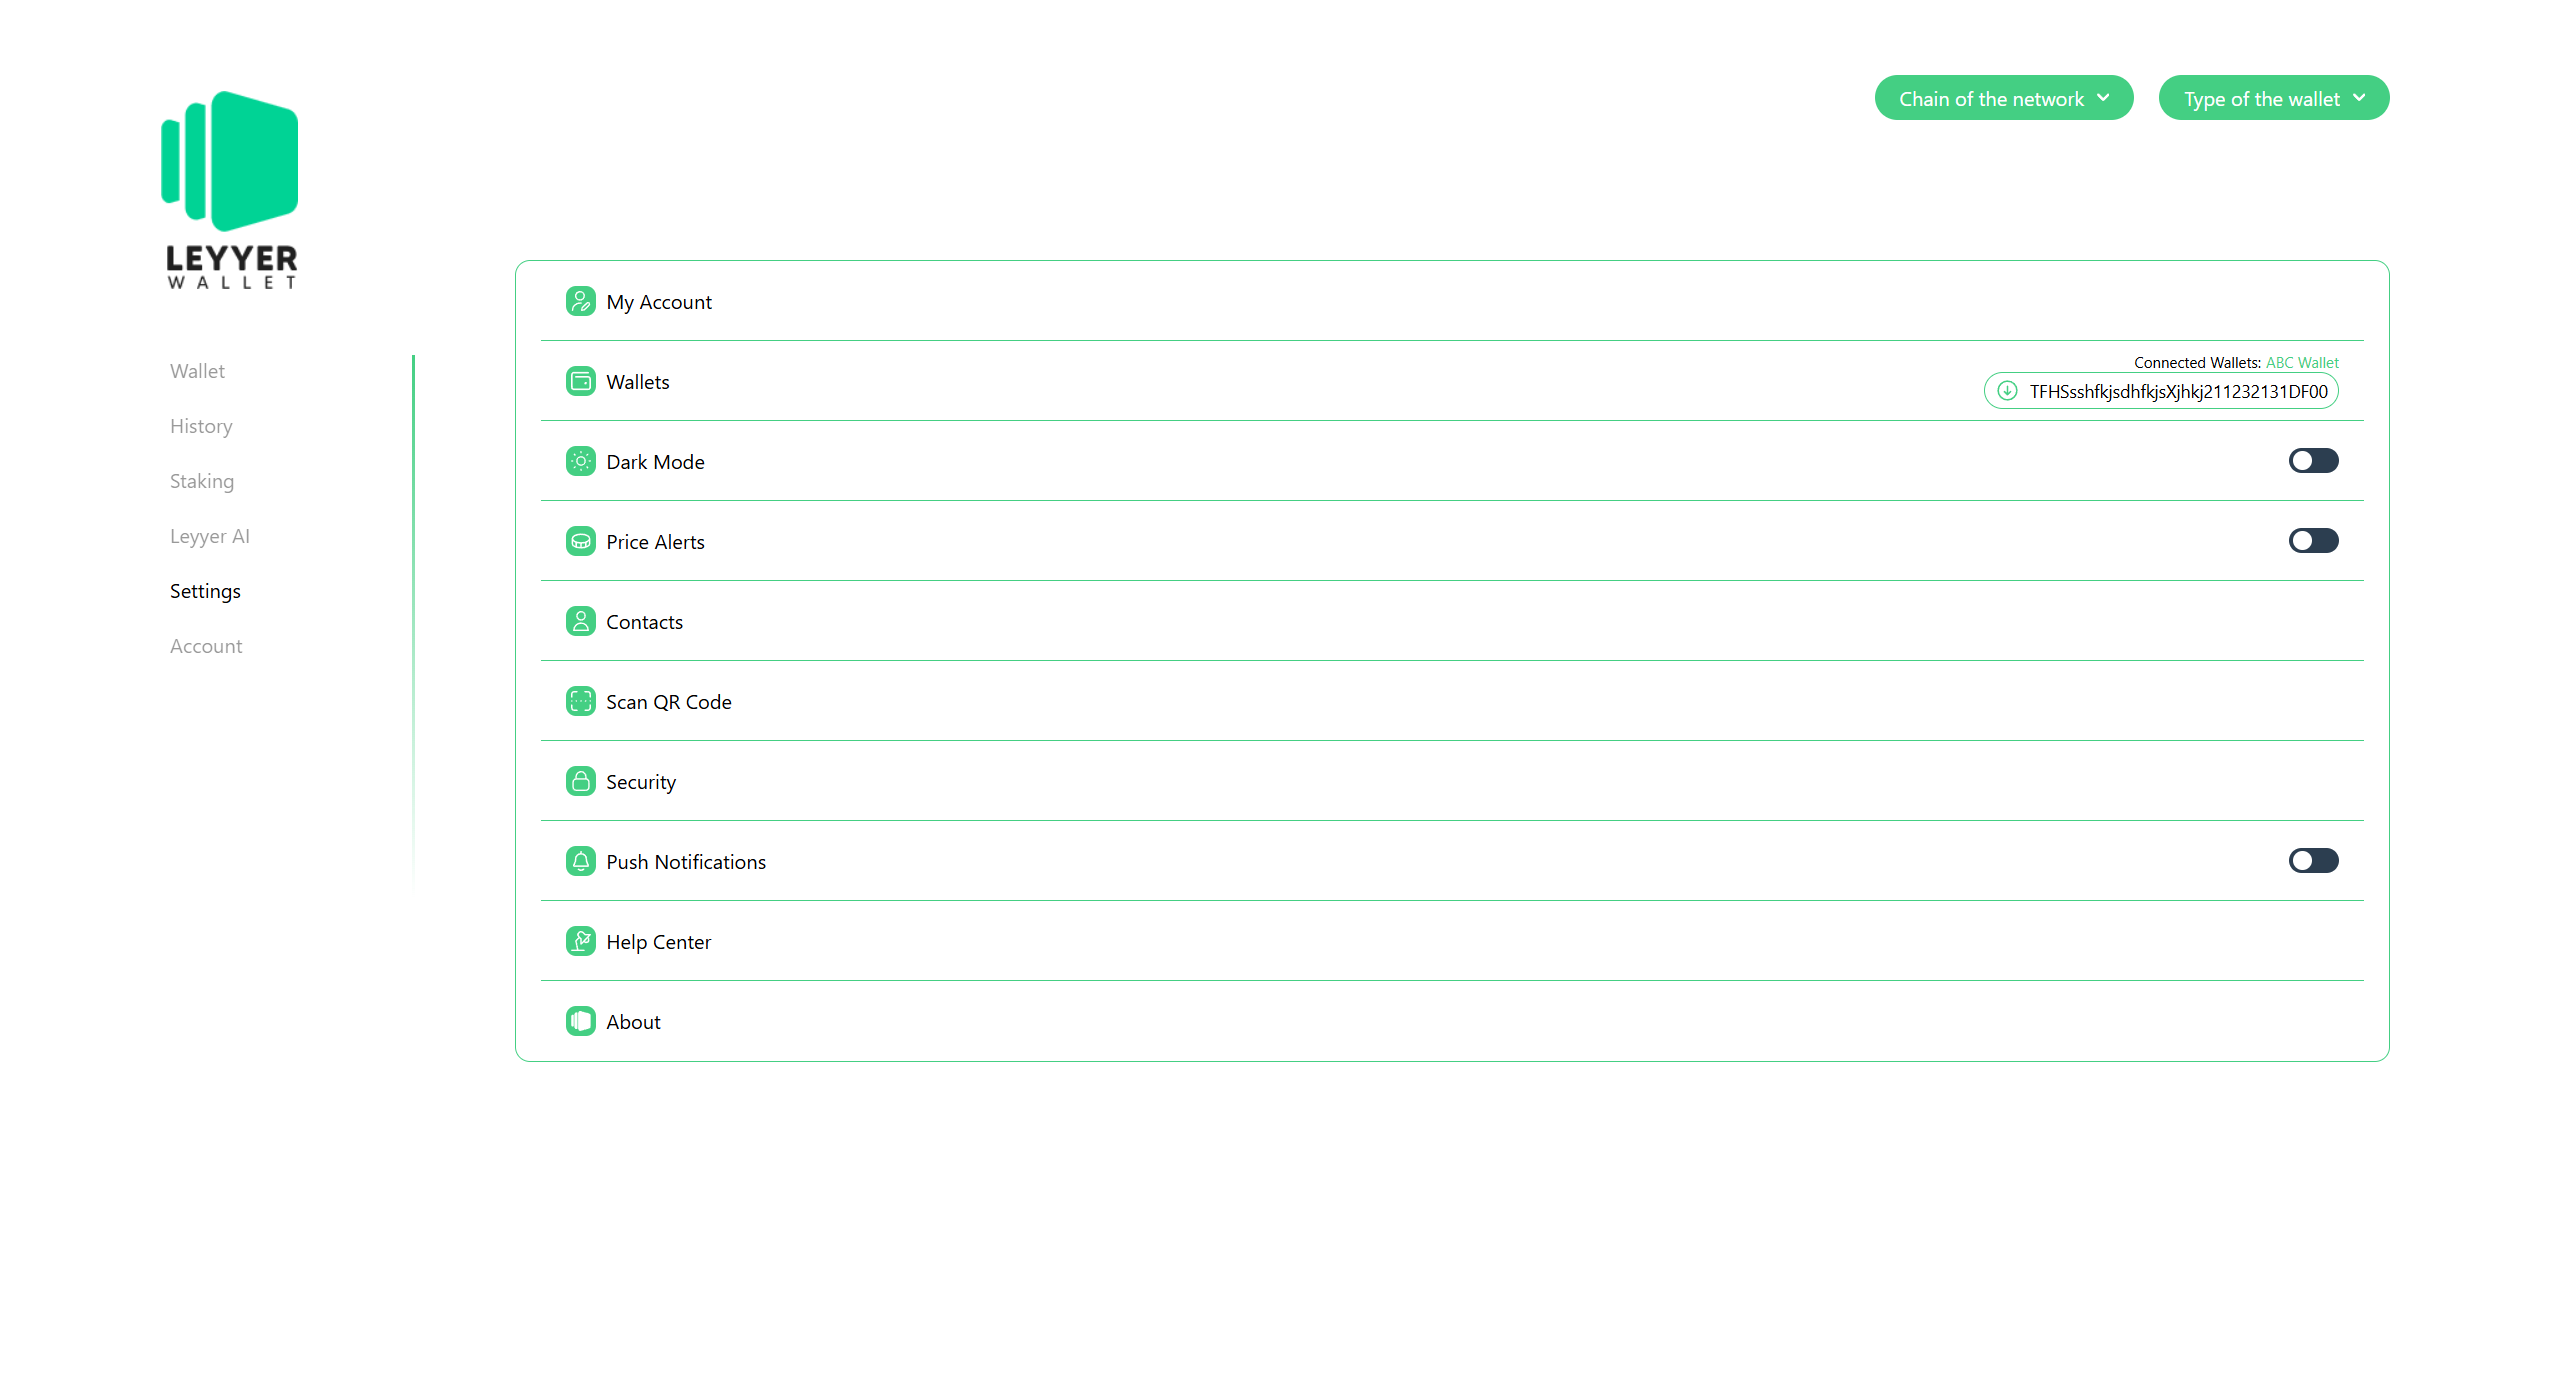 LEYYER
WALLET
Chain of the network
Type of the wallet
Wallet
History
Staking
Leyyer AI
Settings
Account
My Account
Wallets
Connected Wallets: ABC Wallet
TFHSsshfkjsdhfkjsXjhkj211232131DF00
Dark Mode
Price Alerts
Contacts
Scan QR Code
Security
Push Notifications
Help Center
About